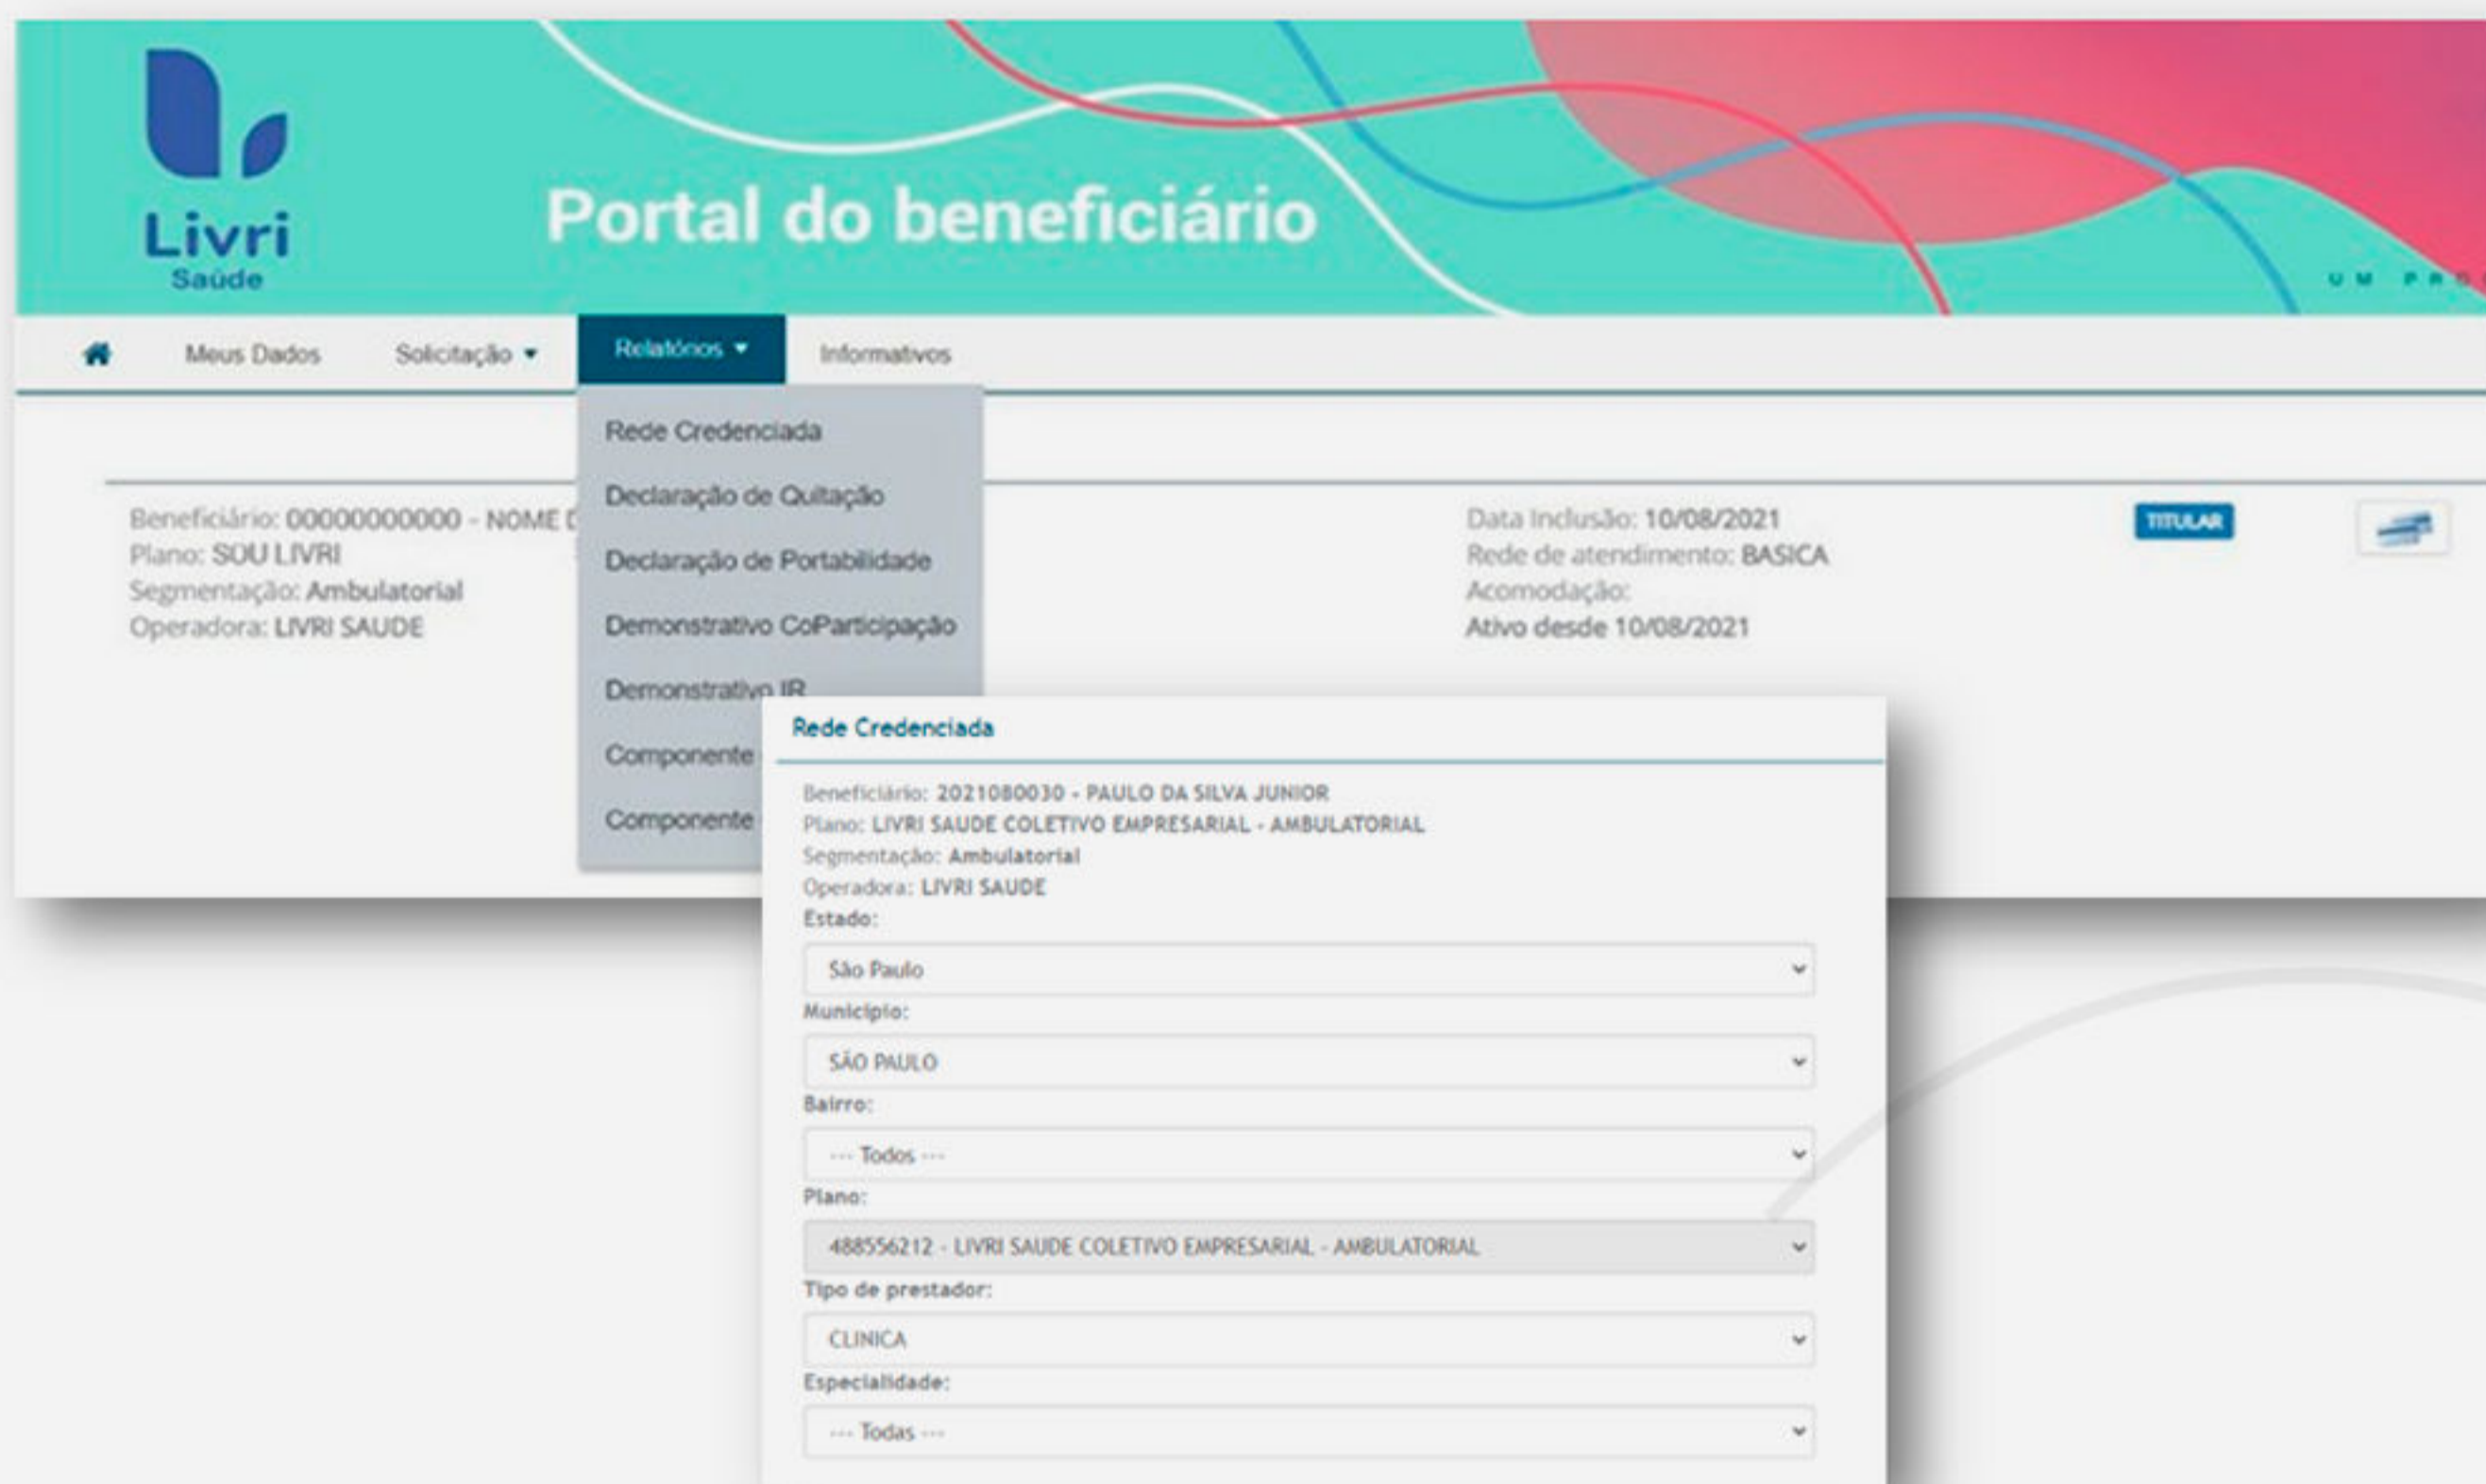 Livri
Saúde
Portal do beneficiário
UM
Meus Dados
Solicitação
Relatórios
Informativos
Rede Credenciada
Declaração de Quitação
Declaração de Portabilidade
Demonstrativo CoParticipação
Demonstrativo IR
Componente
Componente
Beneficiário: 00000000000 - NOME
Plano: SOU LIVRI
Segmentação: Ambulatorial
Operadora: LIVRI SAUDE
Data Inclusão: 10/08/2021
Rede de atendimento: BASICA
Acomodação:
Ativo desde 10/08/2021
TITULAR
Rede Credenciada
Beneficiário: 2021080030 - PAULO DA SILVA JUNIOR
Plano: LIVRI SAUDE COLETIVO EMPRESARIAL - AMBULATORIAL
Segmentação: Ambulatorial
Operadora: LIVRI SAUDE
Estado:
São Paulo
Município:
SÃO PAULO
Bairro:
--- Todos ---
Plano:
488556212 - LIVRI SAUDE COLETIVO EMPRESARIAL - AMBULATORIAL
Tipo de prestador:
CLINICA
Especialidade:
--- Todas ---